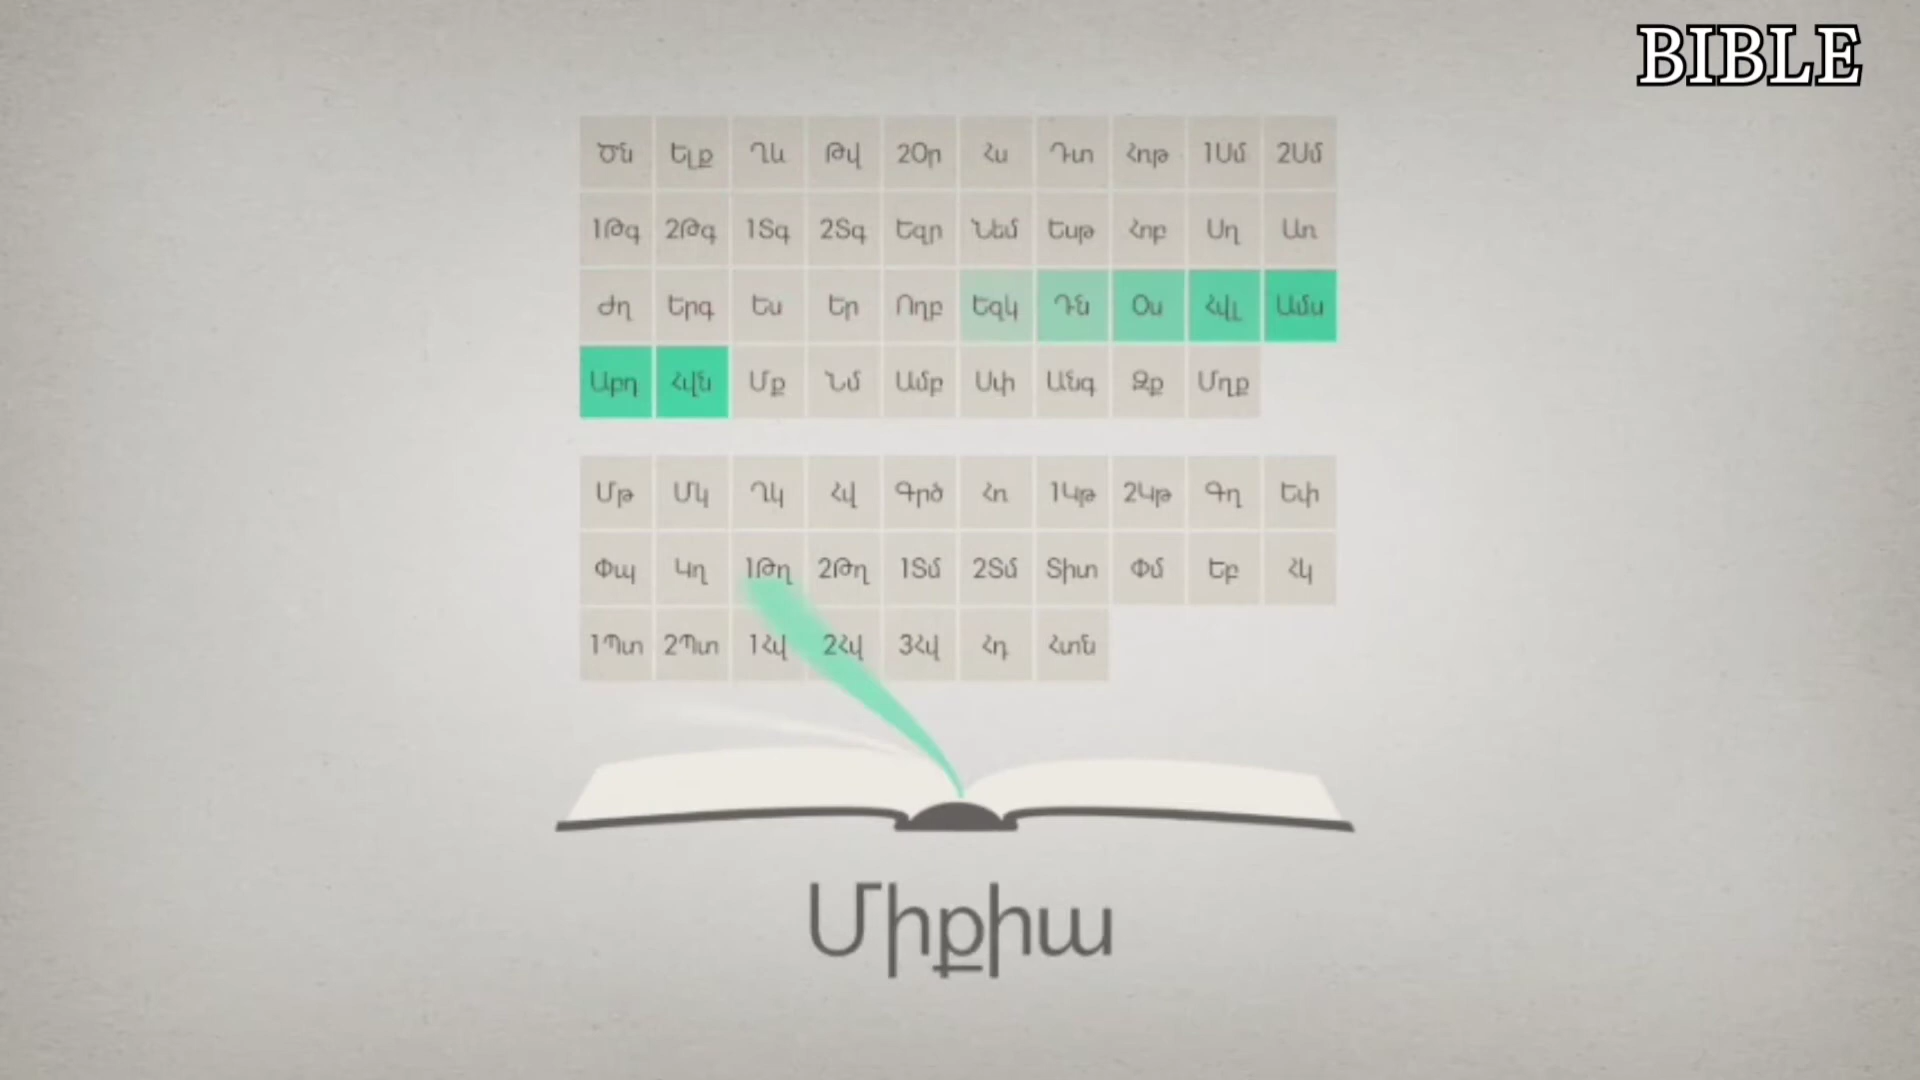 BIBLE
Ծն Ելք Ղև Թվ 2Օր Հս Դտ Հռթ 1Սմ 2Սմ
1Թգ 2Թգ 1Տգ 2Տգ Եզր Նեմ Եսթ Հոբ Սղ Առ
Ժղ Երգ Ես Եր Ողբ Եզկ Դն Օս Հվլ Ամս
Աբդ Հվն Մք Նմ Ամբ Սփ Անգ Զք Մղք
Մթ Մկ Ղկ Հվ Գրծ Հռ 1Կթ 2Կթ Գղ Եփ
Փպ Կղ 1Թղ 2Թղ 1Տմ 2Տմ Տիտ Փմ Եբ Հկ
1Պտ 2Պտ 1Հվ 2Հվ 3Հվ Հդ Հտն
Միքիա